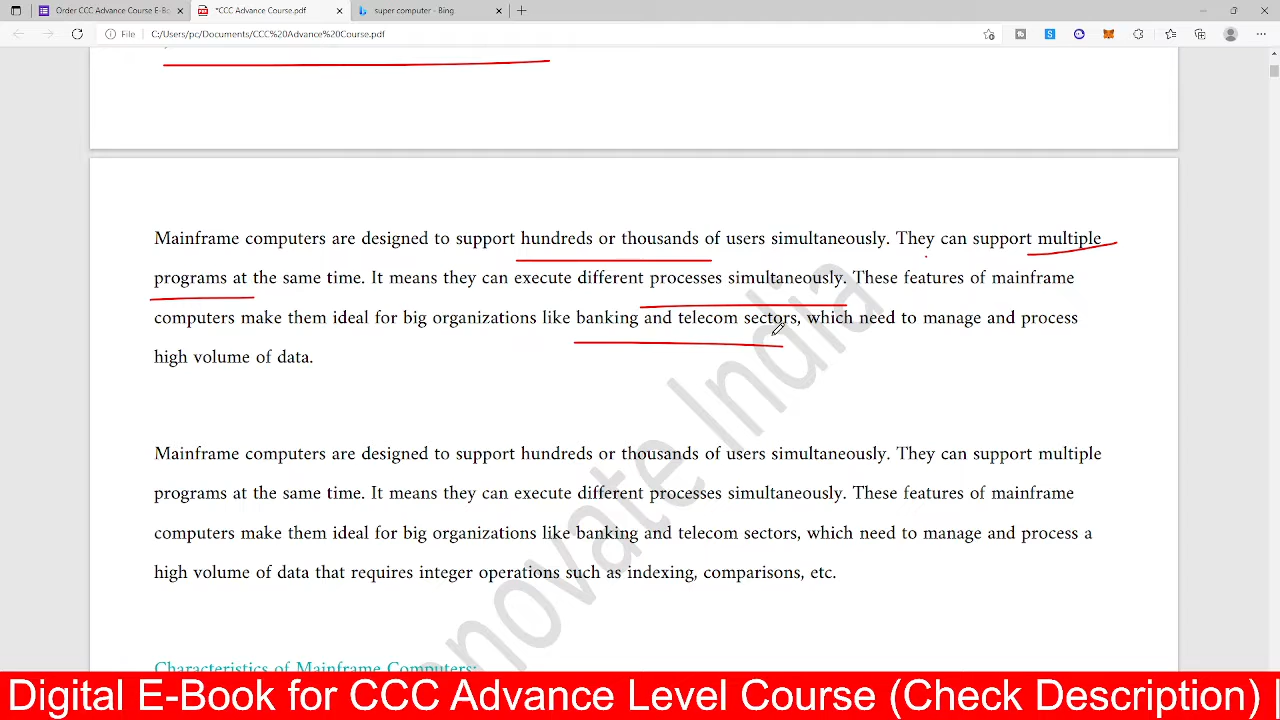 Order CCC Advance Course E-Bo
*CCC Advance Course.pdf
super computer - Bing
File
C:/Users/pc/Documents/CCC%20Advance%20Course.pdf
Mainframe computers are designed to support hundreds or thousands of users simultaneously. They can support multiple
programs at the same time. It means they can execute different processes simultaneously. These features of mainframe
computers make them ideal for big organizations like banking and telecom sectors, which need to manage and process
high volume of data.
Mainframe computers are designed to support hundreds or thousands of users simultaneously. They can support multiple
programs at the same time. It means they can execute different processes simultaneously. These features of mainframe
computers make them ideal for big organizations like banking and telecom sectors, which need to manage and process a
high volume of data that requires integer operations such as indexing, comparisons, etc.
Characteristics of Mainframe Computers:
enovate India
Digital E-Book for CCC Advance Level Course (Check Description) |